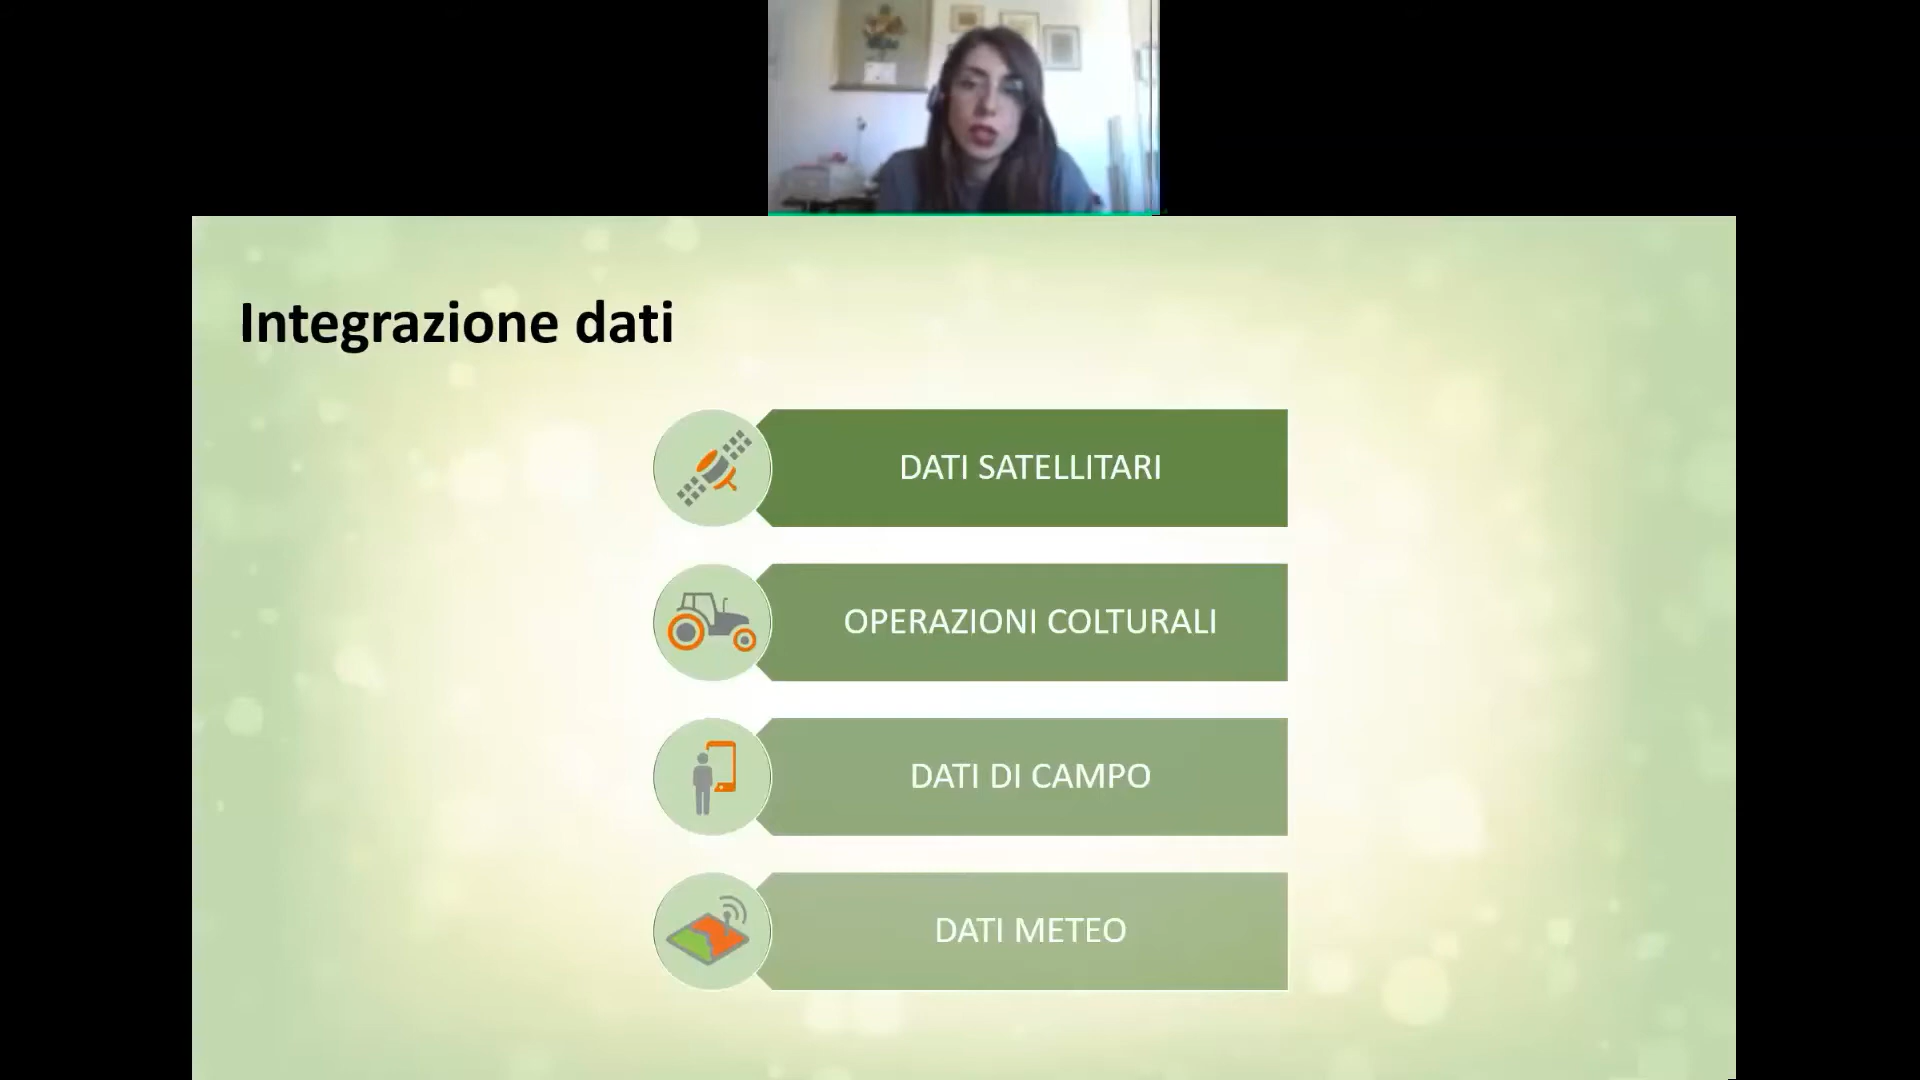 Integrazione dati
DATI SATELLITARI
OPERAZIONI COLTURALI
DATI DI CAMPO
DATI METEO